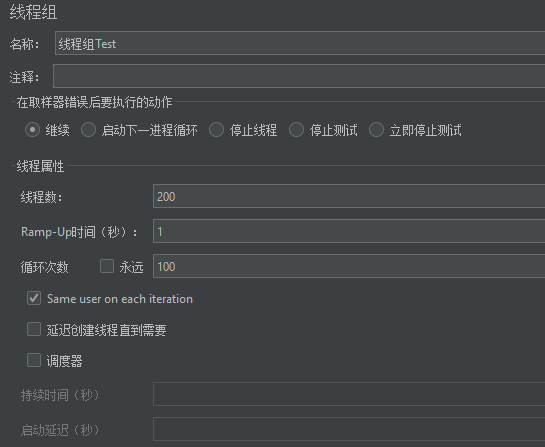 线程组
名称： 线程组Test
注释：
在取样器错误后要执行的动作
继续 启动下一进程循环 停止线程 停止测试 立即停止测试
线程属性
线程数： 200
Ramp-Up时间（秒）： 1
循环次数 永远 100
Same user on each iteration
延迟创建线程直到需要
调度器
持续时间（秒）
启动延迟（秒）